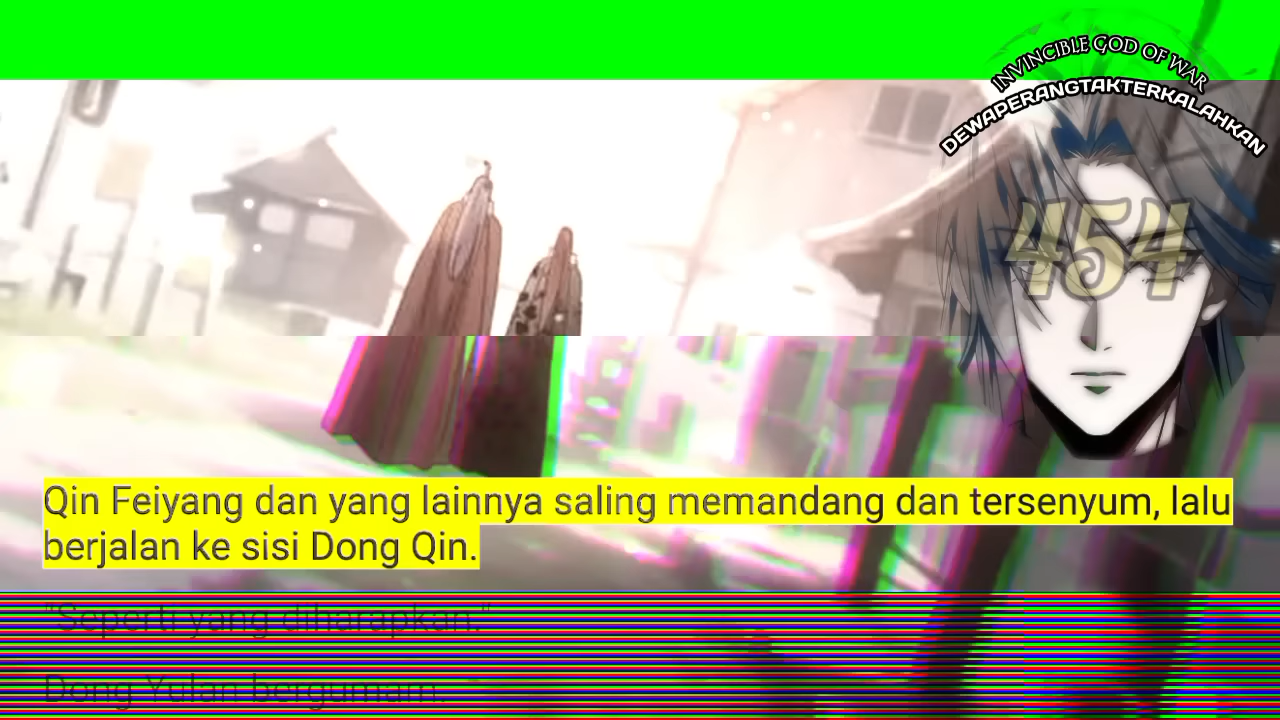 INVINCIBLE GOD OF WAR
DEWAPERANGTAKTERKALAHKAN
454
Qin Feiyang dan yang lainnya saling memandang dan tersenyum, lalu
berjalan ke sisi Dong Qin.
"Seperti yang diharapkan."
Dong Yulan bergumam.